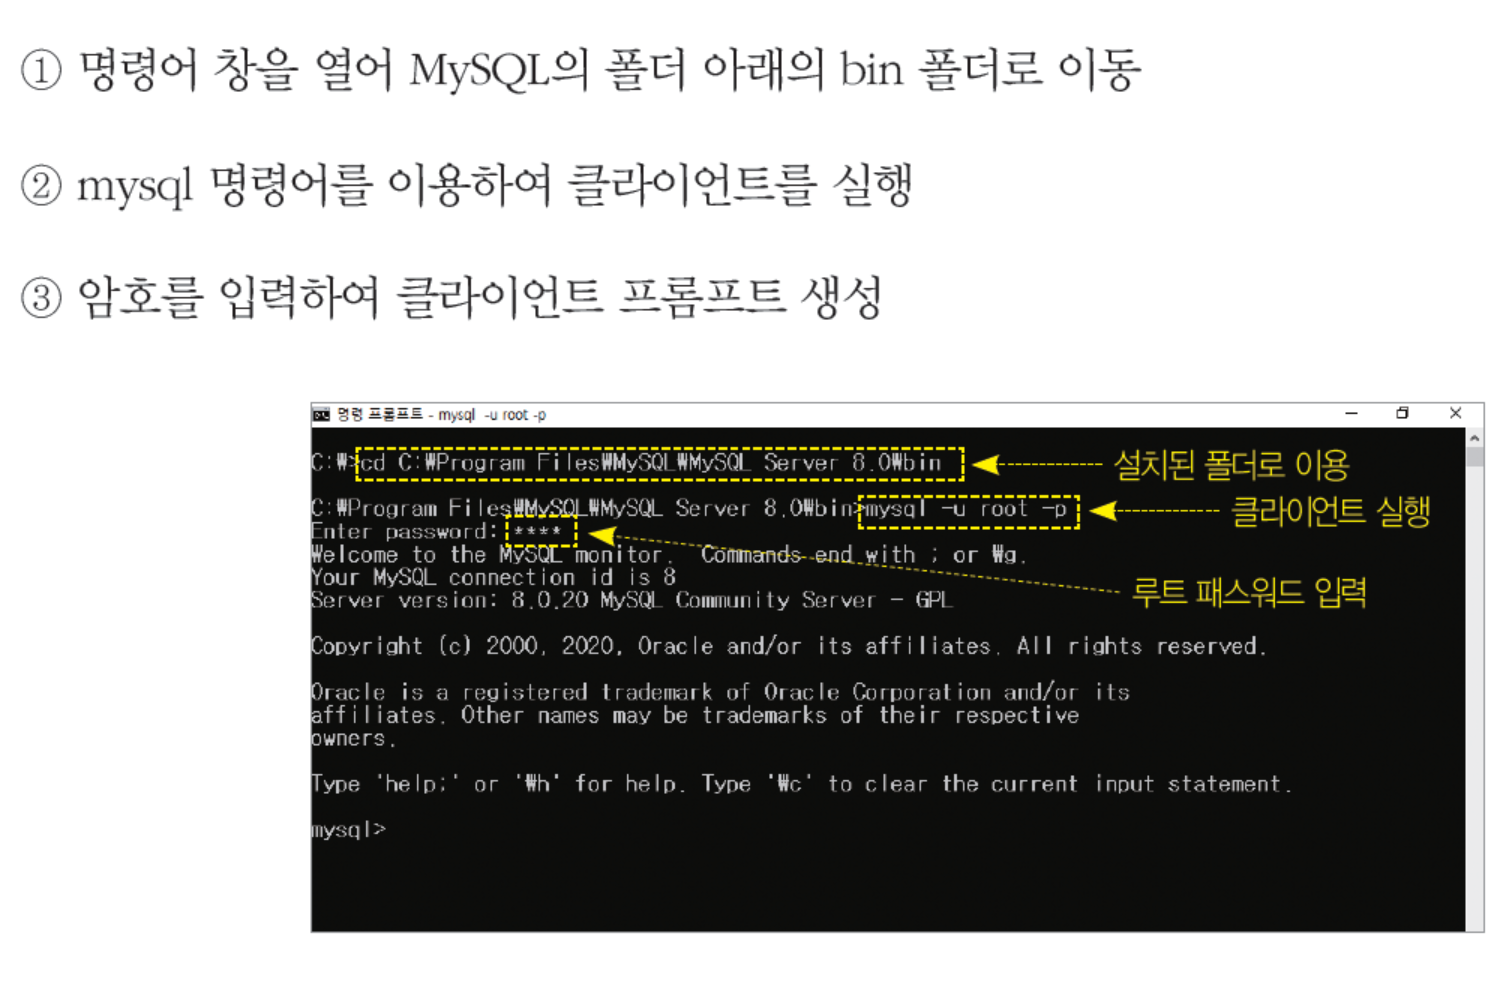 ① 명령어 창을 열어 MySQL의 폴더 아래의 bin 폴더로 이동
② mysql 명령어를 이용하여 클라이언트를 실행
③ 암호를 입력하여 클라이언트 프롬프트 생성
명령 프롬프트 - mysql  -u root -p
C:₩>cd C:₩Program Files₩MySQL₩MySQL Server 8.0₩bin 설치된 폴더로 이용
C:₩Program Files₩MySQL₩MySQL Server 8.0₩bin>mysql -u root -p 클라이언트 실행
Enter password: ****
Welcome to the MySQL monitor.  Commands end with ; or ₩g.
Your MySQL connection id is 8
루트 패스워드 입력
Server version: 8.0.20 MySQL Community Server - GPL
Copyright (c) 2000, 2020, Oracle and/or its affiliates. All rights reserved.
Oracle is a registered trademark of Oracle Corporation and/or its
affiliates. Other names may be trademarks of their respective
owners.
Type 'help;' or '₩h' for help. Type '₩c' to clear the current input statement.
mysql>